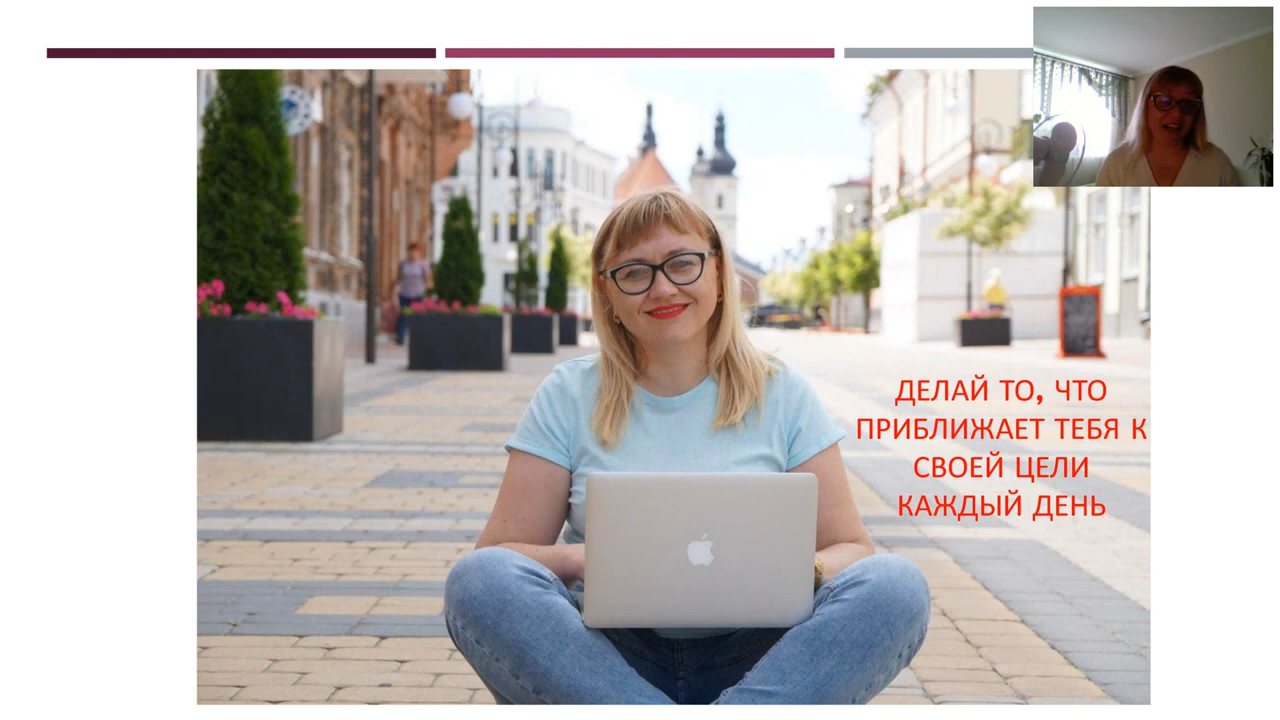 ДЕЛАЙ ТО, ЧТО
ПРИБЛИЖАЕТ ТЕБЯ К
СВОЕЙ ЦЕЛИ
КАЖДЫЙ ДЕНЬ